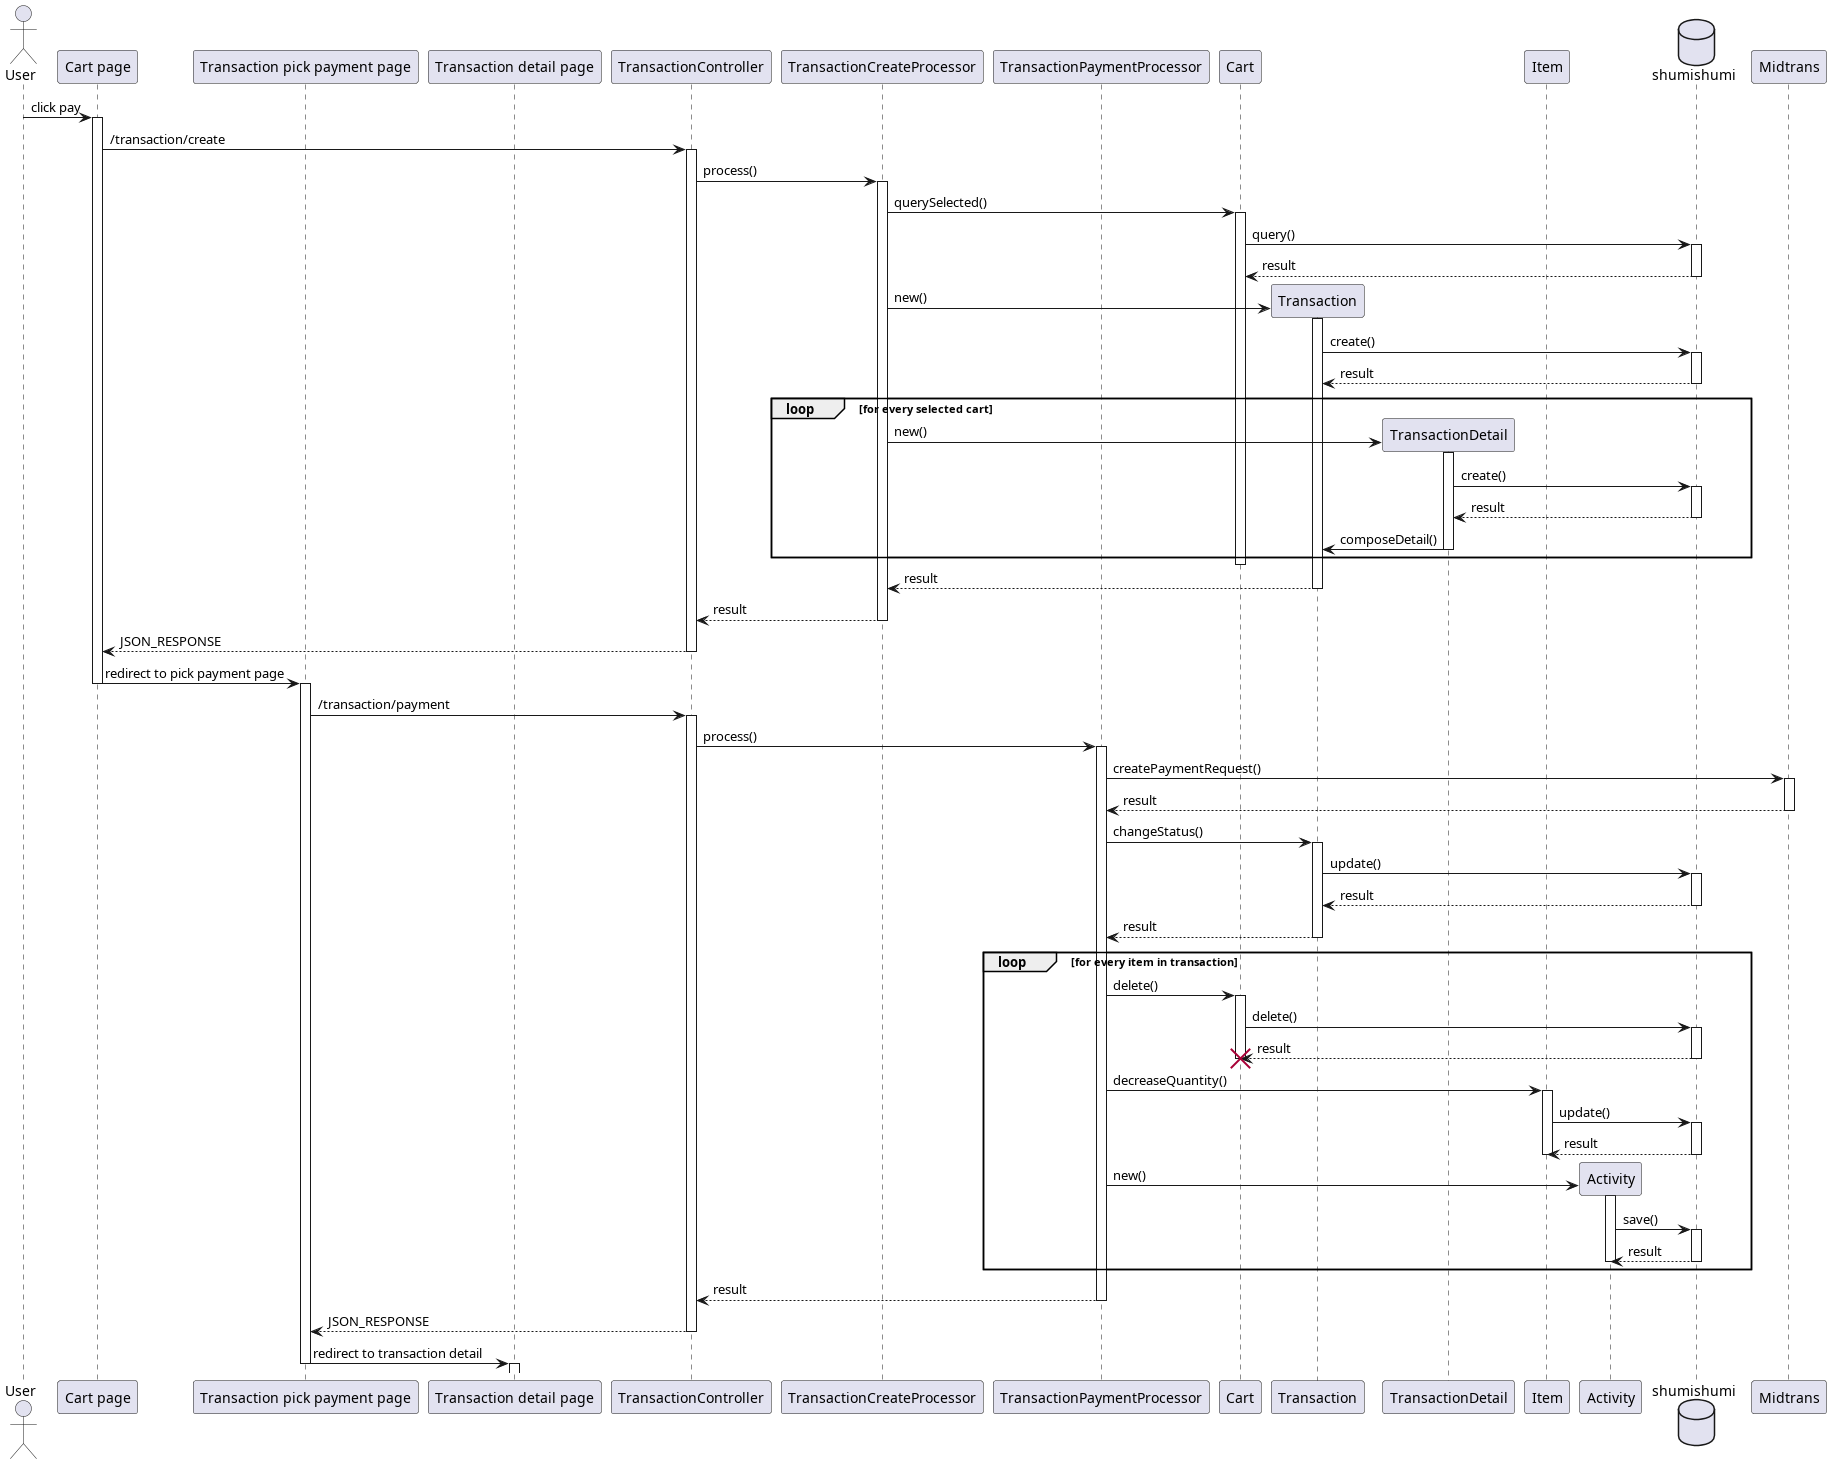 User
Cart page
Transaction pick payment page
Transaction detail page
TransactionController
TransactionCreateProcessor
TransactionPaymentProcessor
Cart
Item
shumishumi
Midtrans
click pay
/transaction/create
process()
querySelected()
query()
result
new()
Transaction
create()
result
loop
[for every selected cart]
new()
TransactionDetail
create()
result
composeDetail()
result
result
JSON_RESPONSE
redirect to pick payment page
/transaction/payment
process()
createPaymentRequest()
result
changeStatus()
update()
result
result
loop
[for every item in transaction]
delete()
delete()
result
decreaseQuantity()
update()
result
new()
Activity
save()
result
result
JSON_RESPONSE
redirect to transaction detail
User
Cart page
Transaction pick payment page
Transaction detail page
TransactionController
TransactionCreateProcessor
TransactionPaymentProcessor
Cart
Transaction
TransactionDetail
Item
Activity
shumishumi
Midtrans